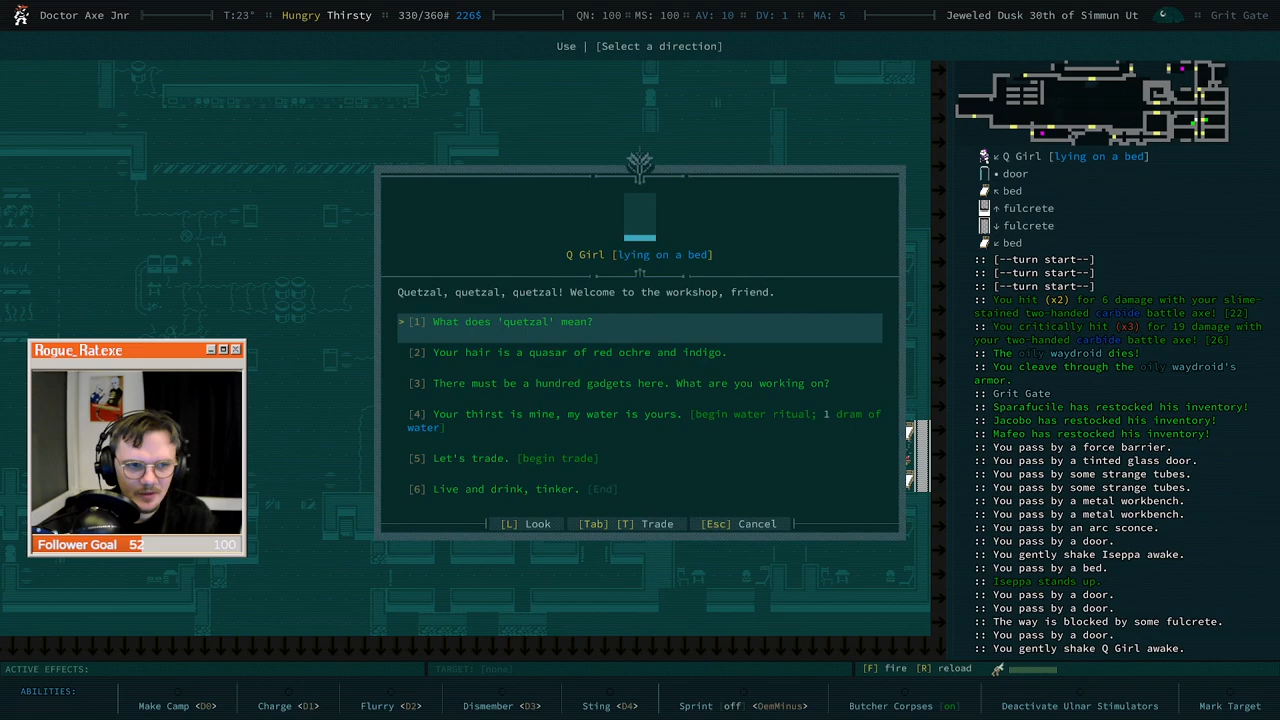 Doctor Axe Jnr T:23° :: Hungry Thirsty :: 330/360# 226$ QN: 100 :: MS: 100 :: AV: 10 :: DV: 1 :: MA: 5 Jeweled Dusk 30th of Simmun Ut :: Grit Gate
Use | [Select a direction]
Q Girl [lying on a bed]
Quetzal, quetzal, quetzal! Welcome to the workshop, friend.
> [1] What does 'quetzal' mean?
[2] Your hair is a quasar of red ochre and indigo.
[3] There must be a hundred gadgets here. What are you working on?
[4] Your thirst is mine, my water is yours. [begin water ritual; 1 dram of
water]
[5] Let's trade. [begin trade]
[6] Live and drink, tinker. [End]
[L] Look [Tab] [T] Trade [Esc] Cancel
Rogue_Rat.exe
Follower Goal 52 100
Q Girl [lying on a bed]
door
bed
fulcrete
fulcrete
bed
:: [--turn start--]
:: [--turn start--]
:: [--turn start--]
:: You hit (x2) for 6 damage with your slime-
stained two-handed carbide battle axe! [22]
:: You critically hit (x3) for 19 damage with
your two-handed carbide battle axe! [26]
:: The oily waydroid dies!
:: You cleave through the oily waydroid's
armor.
:: Grit Gate
:: Sparafucile has restocked his inventory!
:: Jacobo has restocked his inventory!
:: Mafeo has restocked his inventory!
:: You pass by a force barrier.
:: You pass by a tinted glass door.
:: You pass by some strange tubes.
:: You pass by some strange tubes.
:: You pass by a metal workbench.
:: You pass by a metal workbench.
:: You pass by an arc sconce.
:: You pass by a door.
:: You gently shake Iseppa awake.
:: You pass by a bed.
:: Iseppa stands up.
:: You pass by a door.
:: You pass by a door.
:: The way is blocked by some fulcrete.
:: You pass by a door.
:: You gently shake Q Girl awake.
ACTIVE EFFECTS: TARGET: [none] [F] fire [R] reload
ABILITIES: Make Camp <D0> Charge <D1> Flurry <D2> Dismember <D3> Sting <D4> Sprint [off] <OemMinus> Butcher Corpses [on] Deactivate Ulnar Stimulators Mark Target